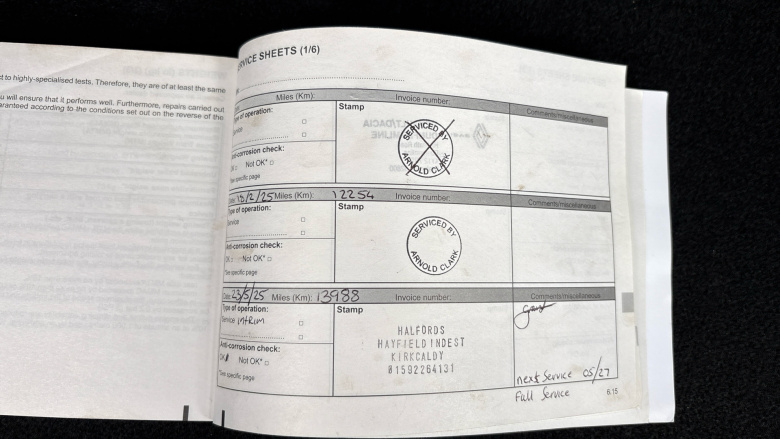 t to highly-specialised tests. Therefore, they are of at least the same
u will ensure that it performs well. Furthermore, repairs carried out
aranteed according to the conditions set out on the reverse of the
RVICE SHEETS (1/6)
Miles (Km): Invoice number: Comments/miscellaneous
Type of operation:
Service
Stamp
SERVICED BY
ARNOLD CLARK
Anti-corrosion check:
Not OK*
*See specific page
Date: 13/2/25 Miles (Km): 12254 Invoice number: Comments/miscellaneous
Type of operation:
Service
Stamp
SERVICED BY
ARNOLD CLARK
Anti-corrosion check:
OK Not OK*
*See specific page
Date: 23/5/25 Miles (Km): 13988 Invoice number: Comments/miscellaneous
Type of operation:
Service intrim
Stamp
HALFORDS
HAYFIELD INDEST
KIRKCALDY
01592264131
Anti-corrosion check:
OK Not OK*
*See specific page
next Service 05/27
Full Service
6.15